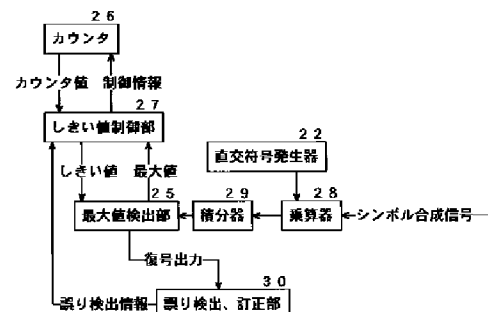 ２６
カウンタ
カウンタ値 制御情報
２７
しきい値制御部
２２
直交符号発生器
しきい値 最大値
２５
２９
２８
最大値検出部
積分器
乗算器
シンボル合成信号
復号出力
３０
誤り検出情報
誤り検出、訂正部